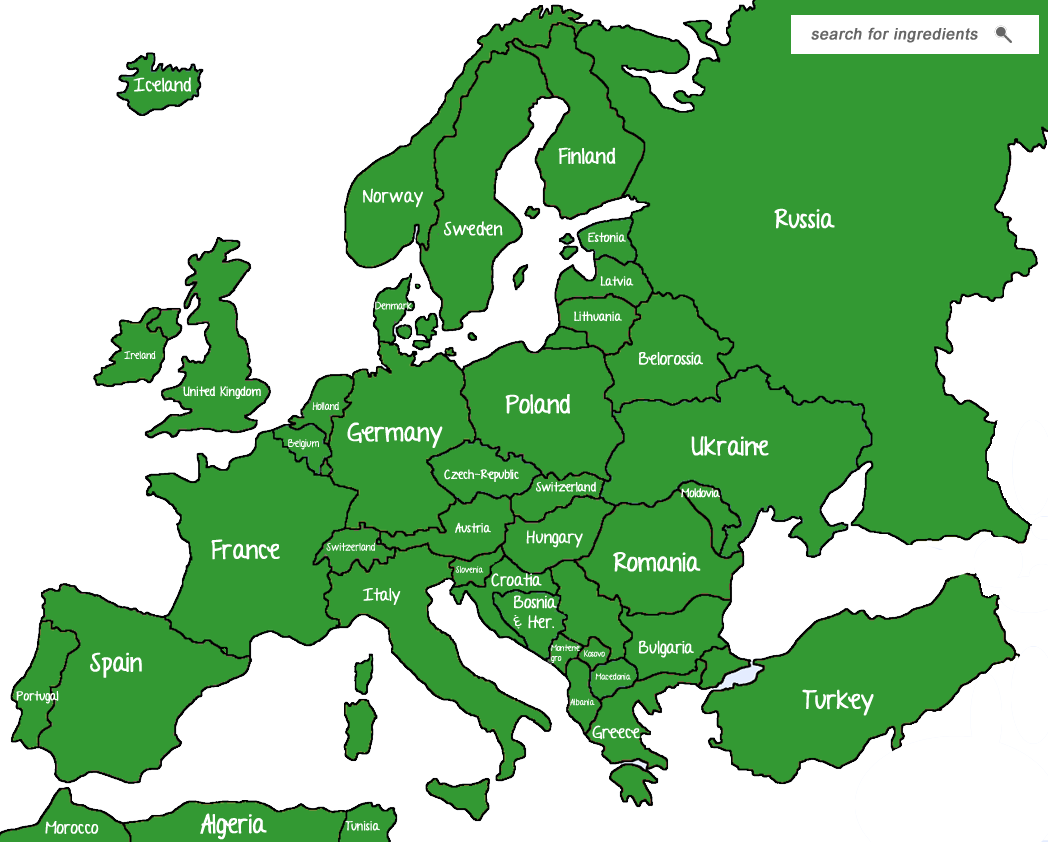 search for ingredients
Iceland
Finland
Norway
Russia
Sweden
Estonia
Latvia
Denmark
Lithuania
Ireland
Belorossia
United Kingdom
Holland
Poland
Germany
Belgium
Ukraine
Czech-Republic
Switzerland
Moldovia
Austria
Hungary
Switzerland
France
Romania
Slovenia
Croatia
Italy
Bosnia
& Her.
Montene
gro
Kosovo
Bulgaria
Spain
Macedonia
Portugal
Albania
Turkey
Greece
Morocco
Algeria
Tunisia